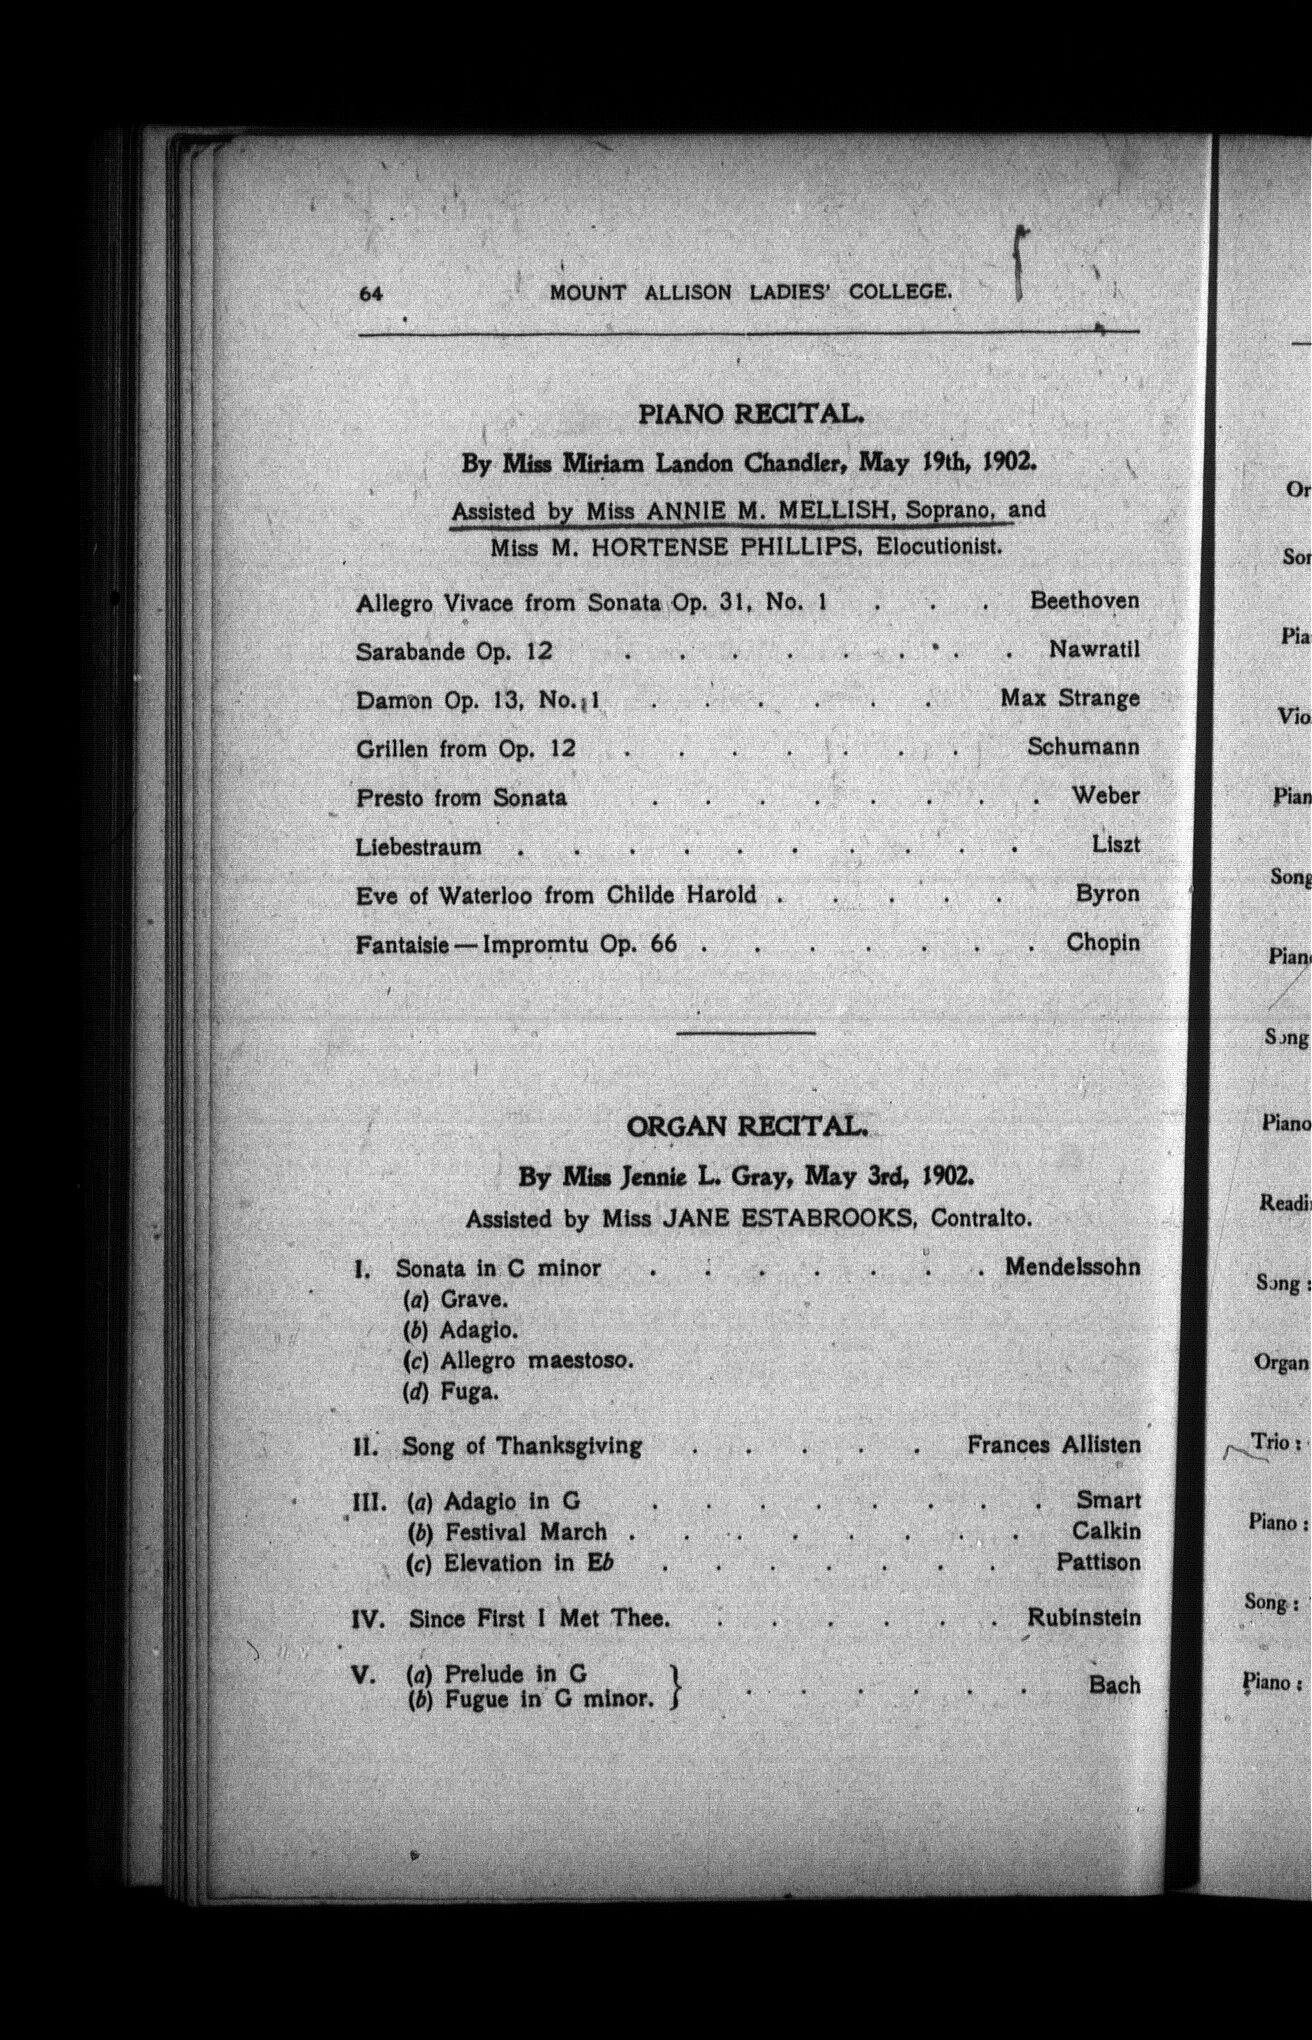 64 MOUNT ALLISON LADIES' COLLEGE.
PIANO RECITAL.
By Miss Miriam Landon Chandler, May 19th, 1902.
Assisted by Miss ANNIE M. MELLISH, Soprano, and
Miss M. HORTENSE PHILLIPS, Elocutionist.
Allegro Vivace from Sonata Op. 31, No. 1 . . . Beethoven
Sarabande Op. 12 . . . . . . . . Nawratil
Damon Op. 13, No. 1 . . . . . . Max Strange
Grillen from Op. 12 . . . . . . . Schumann
Presto from Sonata . . . . . . . . Weber
Liebestraum . . . . . . . . . . Liszt
Eve of Waterloo from Childe Harold . . . . . Byron
Fantaisie — Impromtu Op. 66 . . . . . . . Chopin
ORGAN RECITAL.
By Miss Jennie L. Gray, May 3rd, 1902.
Assisted by Miss JANE ESTABROOKS, Contralto.
I. Sonata in C minor . . . . . . . Mendelssohn
(a) Grave.
(b) Adagio.
(c) Allegro maestoso.
(d) Fuga.
II. Song of Thanksgiving . . . . . Frances Allisten
III. (a) Adagio in G . . . . . . . . Smart
(b) Festival March . . . . . . . . Calkin
(c) Elevation in Eb . . . . . . . Pattison
IV. Since First I Met Thee. . . . . . . Rubinstein
V. (a) Prelude in G
(b) Fugue in G minor. } . . . . . . Bach
Or
Son
Pia
Vio
Pian
Song
Piano
Song
Piano
Readi
Song :
Organ
Trio :
Piano :
Song :
Piano :